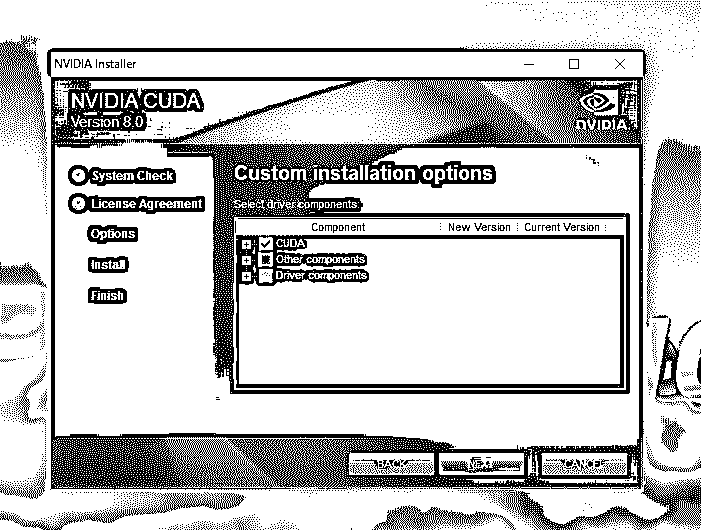 NVIDIA Installer
NVIDIA CUDA
Version 8.0
NVIDIA
System Check
License Agreement
Options
Install
Finish
Custom installation options
Select driver components:
Component New Version Current Version
CUDA
Other components
Driver components
BACK NEXT CANCEL